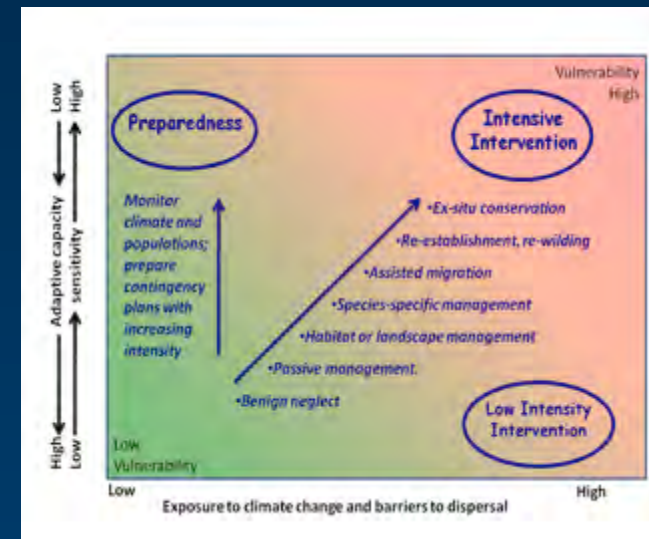 Vulnerability
High
Preparedness
Intensive
Intervention
Monitor
climate and
populations;
prepare
contingency
plans with
increasing
intensity
•Ex-situ conservation
•Re-establishment, re-wilding
•Assisted migration
•Species-specific management
•Habitat or landscape management
•Passive management.
•Benign neglect
Low Intensity
Intervention
Low
Vulnerability
High Adaptive capacity Low
Low sensitivity High
Low High
Exposure to climate change and barriers to dispersal